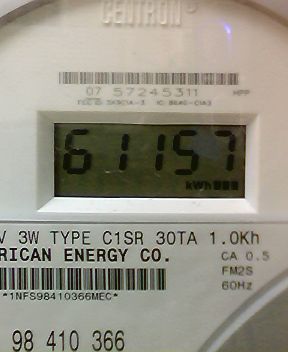 CENTRON®
07 57245311
HPP
61157
kWh
V 3W TYPE C1SR 30TA 1.0Kh
RICAN ENERGY CO.
CA 0.5
FM2S
60Hz
*1NFS98410366MEC*
98 410 366